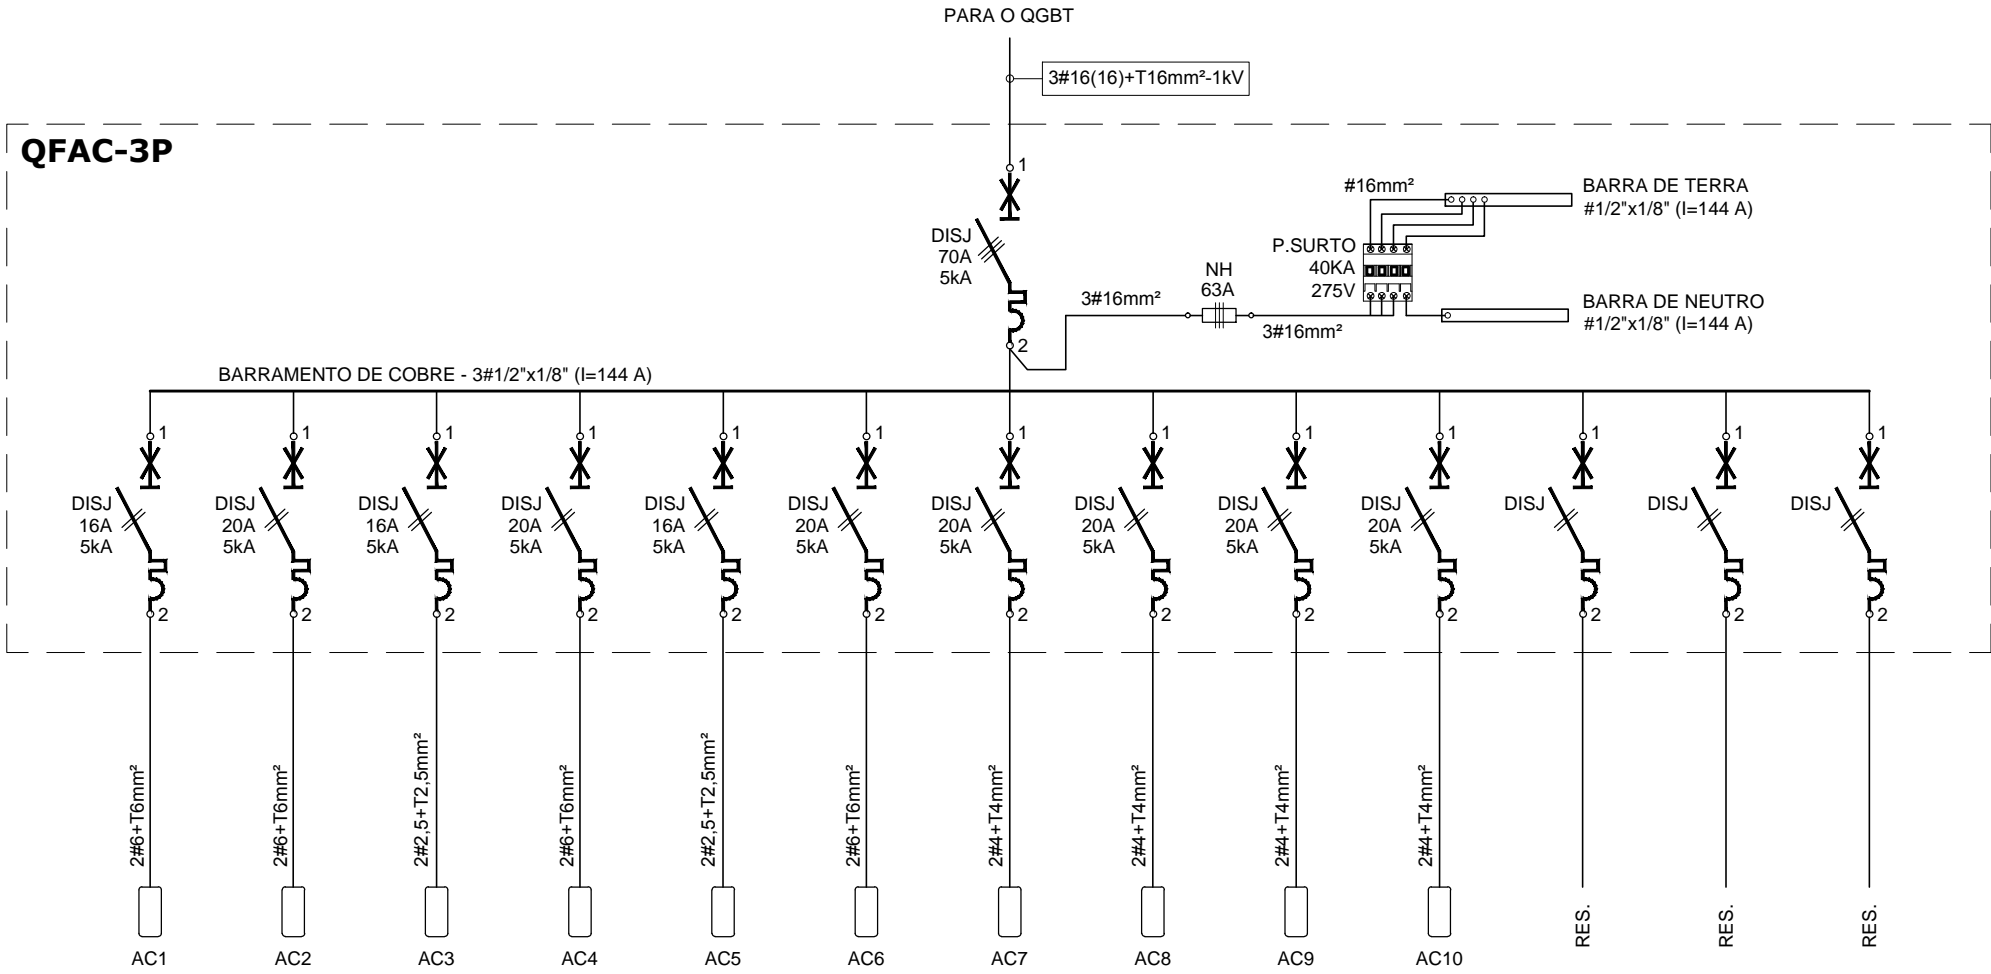 PARA O QGBT
3#16(16)+T16mm²-1kV
QFAC-3P
1
DISJ
70A
5kA
2
3#16mm²
NH
63A
3#16mm²
P.SURTO
40KA
275V
#16mm²
BARRA DE TERRA
#1/2"x1/8" (I=144 A)
BARRA DE NEUTRO
#1/2"x1/8" (I=144 A)
BARRAMENTO DE COBRE - 3#1/2"x1/8" (I=144 A)
1
DISJ
16A
5kA
2
2#6+T6mm²
AC1
1
DISJ
20A
5kA
2
2#6+T6mm²
AC2
1
DISJ
16A
5kA
2
2#2,5+T2,5mm²
AC3
1
DISJ
20A
5kA
2
2#6+T6mm²
AC4
1
DISJ
16A
5kA
2
2#2,5+T2,5mm²
AC5
1
DISJ
20A
5kA
2
2#6+T6mm²
AC6
1
DISJ
20A
5kA
2
2#4+T4mm²
AC7
1
DISJ
20A
5kA
2
2#4+T4mm²
AC8
1
DISJ
20A
5kA
2
2#4+T4mm²
AC9
1
DISJ
20A
5kA
2
2#4+T4mm²
AC10
1
DISJ
2
RES.
1
DISJ
2
RES.
1
DISJ
2
RES.